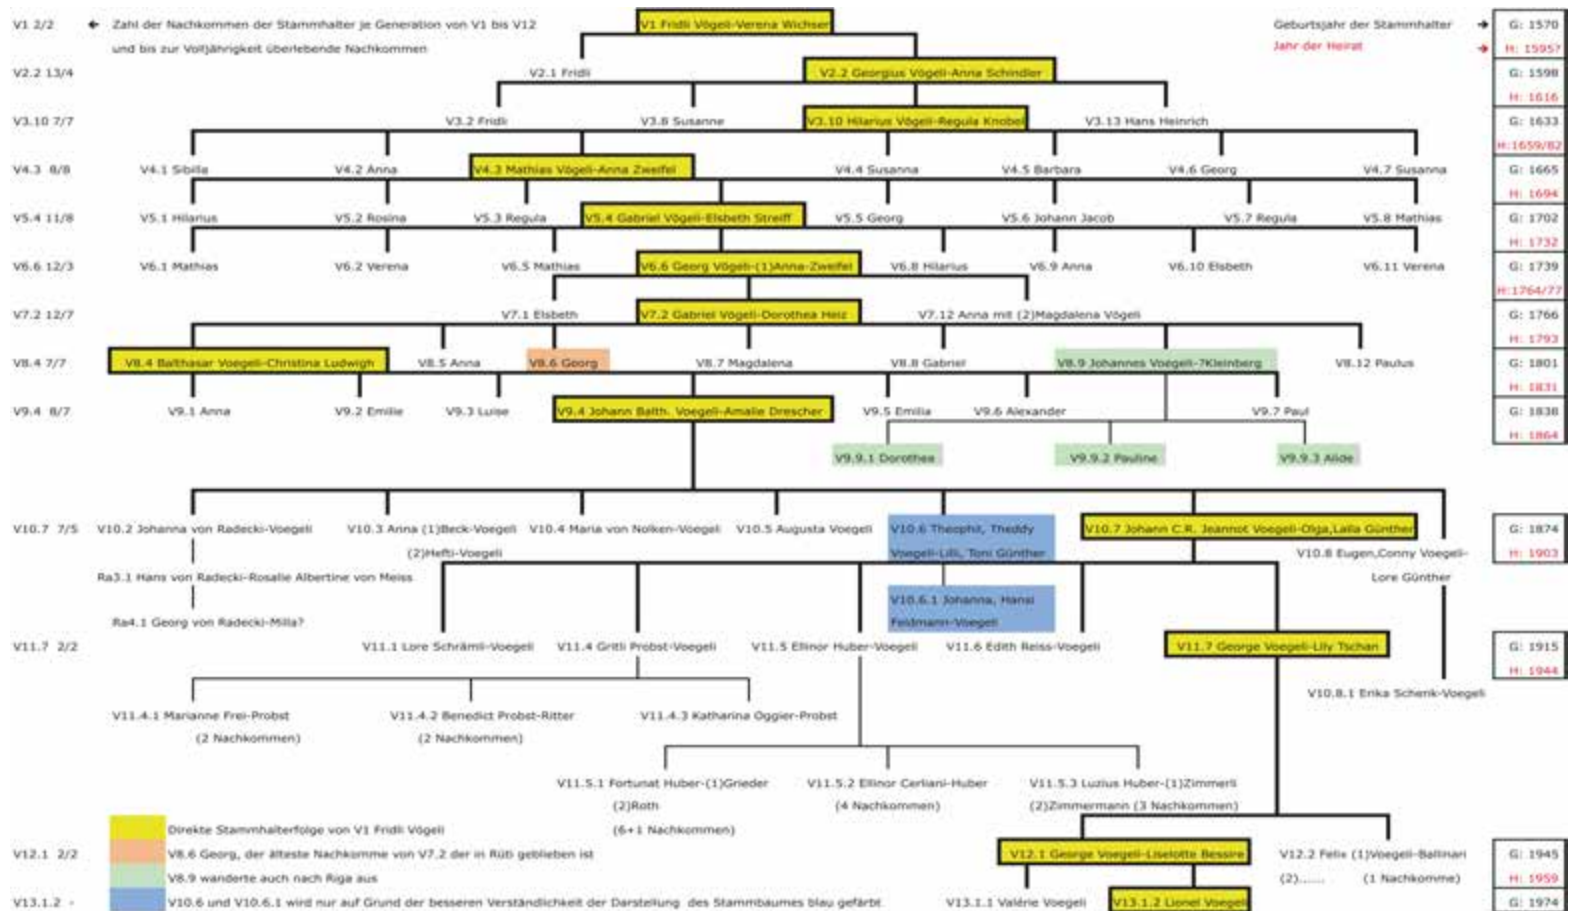 V1 2/2 ← Zahl der Nachkommen der Stammhalter je Generation von V1 bis V12 V1 Fridli Vögeli-Verena Wichser Geburtsjahr der Stammhalter → G: 1570
und bis zur Volljährigkeit überlebende Nachkommen Jahr der Heirat → H: 1595?
V2.2 13/4 V2.1 Fridli V2.2 Georgius Vögeli-Anna Schindler G: 1598
H: 1616
V3.10 7/7 V3.2 Fridli V3.8 Susanne V3.10 Hilarius Vögeli-Regula Knobel V3.13 Hans Heinrich G: 1633
H:1659/82
V4.3 8/8 V4.1 Sibilla V4.2 Anna V4.3 Mathias Vögeli-Anna Zweifel V4.4 Susanna V4.5 Barbara V4.6 Georg V4.7 Susanna G: 1665
H: 1694
V5.4 11/8 V5.1 Hilarius V5.2 Rosina V5.3 Regula V5.4 Gabriel Vögeli-Elsbeth Streiff V5.5 Georg V5.6 Johann Jacob V5.7 Regula V5.8 Mathias G: 1702
H: 1732
V6.6 12/3 V6.1 Mathias V6.2 Verena V6.5 Mathias V6.6 Georg Vögeli-(1)Anna-Zweifel V6.8 Hilarius V6.9 Anna V6.10 Elsbeth V6.11 Verena G: 1739
H:1764/77
V7.2 12/7 V7.1 Elsbeth V7.2 Gabriel Vögeli-Dorothea Heiz V7.12 Anna mit (2)Magdalena Vögeli G: 1766
H: 1793
V8.4 7/7 V8.4 Balthasar Voegeli-Christina Ludwigh V8.5 Anna V8.6 Georg V8.7 Magdalena V8.8 Gabriel V8.9 Johannes Voegeli-?Kleinberg V8.12 Paulus G: 1801
H: 1831
V9.4 8/7 V9.1 Anna V9.2 Emilie V9.3 Luise V9.4 Johann Balth. Voegeli-Amalie Drescher V9.5 Emilia V9.6 Alexander V9.7 Paul G: 1838
H: 1864
V9.9.1 Dorothea V9.9.2 Pauline V9.9.3 Alide
V10.7 7/5 V10.2 Johanna von Radecki-Voegeli V10.3 Anna (1)Beck-Voegeli V10.4 Maria von Nolken-Voegeli V10.5 Augusta Voegeli V10.6 Theophil, Theddy V10.7 Johann C.R. Jeannot Voegeli-Olga,Lalla Günther G: 1874
(2)Hefti-Voegeli Voegeli-Lilli, Toni Günther V10.8 Eugen,Conny Voegeli- H: 1903
Ra3.1 Hans von Radecki-Rosalie Albertine von Meiss Lore Günther
V10.6.1 Johanna, Hansi
Ra4.1 Georg von Radecki-Milla? Feldmann-Voegeli
V11.7 2/2 V11.1 Lore Schrämli-Voegeli V11.4 Gritli Probst-Voegeli V11.5 Ellinor Huber-Voegeli V11.6 Edith Reiss-Voegeli V11.7 George Voegeli-Lily Tschan G: 1915
H: 1944
V10.8.1 Erika Schenk-Voegeli
V11.4.1 Marianne Frei-Probst V11.4.2 Benedict Probst-Ritter V11.4.3 Katharina Oggier-Probst
(2 Nachkommen) (2 Nachkommen)
V11.5.1 Fortunat Huber-(1)Grieder V11.5.2 Ellinor Cerliani-Huber V11.5.3 Luzius Huber-(1)Zimmerli
(2)Roth (4 Nachkommen) (2)Zimmermann (3 Nachkommen)
Direkte Stammhalterfolge von V1 Fridli Vögeli (6+1 Nachkommen)
V12.1 2/2 V8.6 Georg, der älteste Nachkomme von V7.2 der in Rüti geblieben ist V12.1 George Voegeli-Liselotte Bessire V12.2 Felix (1)Voegeli-Ballinari G: 1945
V8.9 wanderte auch nach Riga aus (2)...... (1 Nachkomme) H: 1959
V13.1.2 - V10.6 und V10.6.1 wird nur auf Grund der besseren Verständlichkeit der Darstellung des Stammbaumes blau gefärbt V13.1.1 Valérie Voegeli V13.1.2 Lionel Voegeli G: 1974